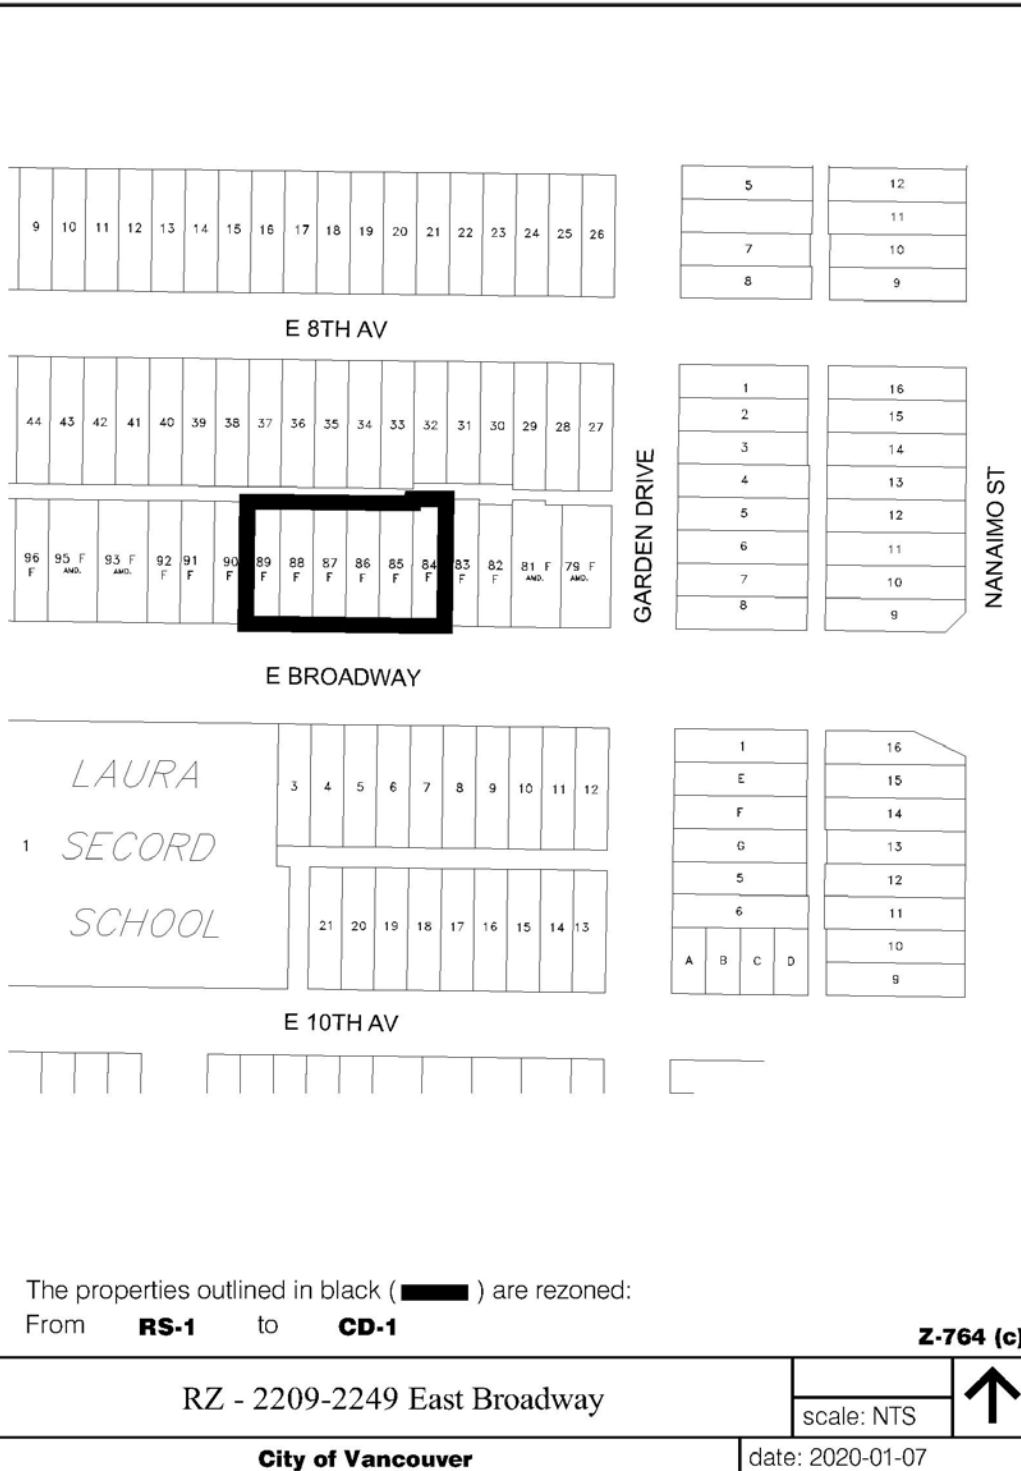 5 12
11
9 10 11 12 13 14 15 16 17 18 19 20 21 22 23 24 25 26
7 10
8 9
E 8TH AV
1 16
2 15
44 43 42 41 40 39 38 37 36 35 34 33 32 31 30 29 28 27
3 14
4 13
5 12
6 11
7 10
8 9
GARDEN DRIVE
NANAIMO ST
96 95 F 93 F 92 91 90 89 88 87 86 85 84 83 82 81 F 79 F
F AMD. AMD. F F F F F F F F F F F AMD. AMD.
E BROADWAY
LAURA
1 SECORD
SCHOOL
3 4 5 6 7 8 9 10 11 12
21 20 19 18 17 16 15 14 13
1 16
E 15
F 14
G 13
5 12
6 11
10
A B C D
9
E 10TH AV
The properties outlined in black ( ) are rezoned:
From RS-1 to CD-1
Z-764 (c)
RZ - 2209-2249 East Broadway
scale: NTS
City of Vancouver
date: 2020-01-07